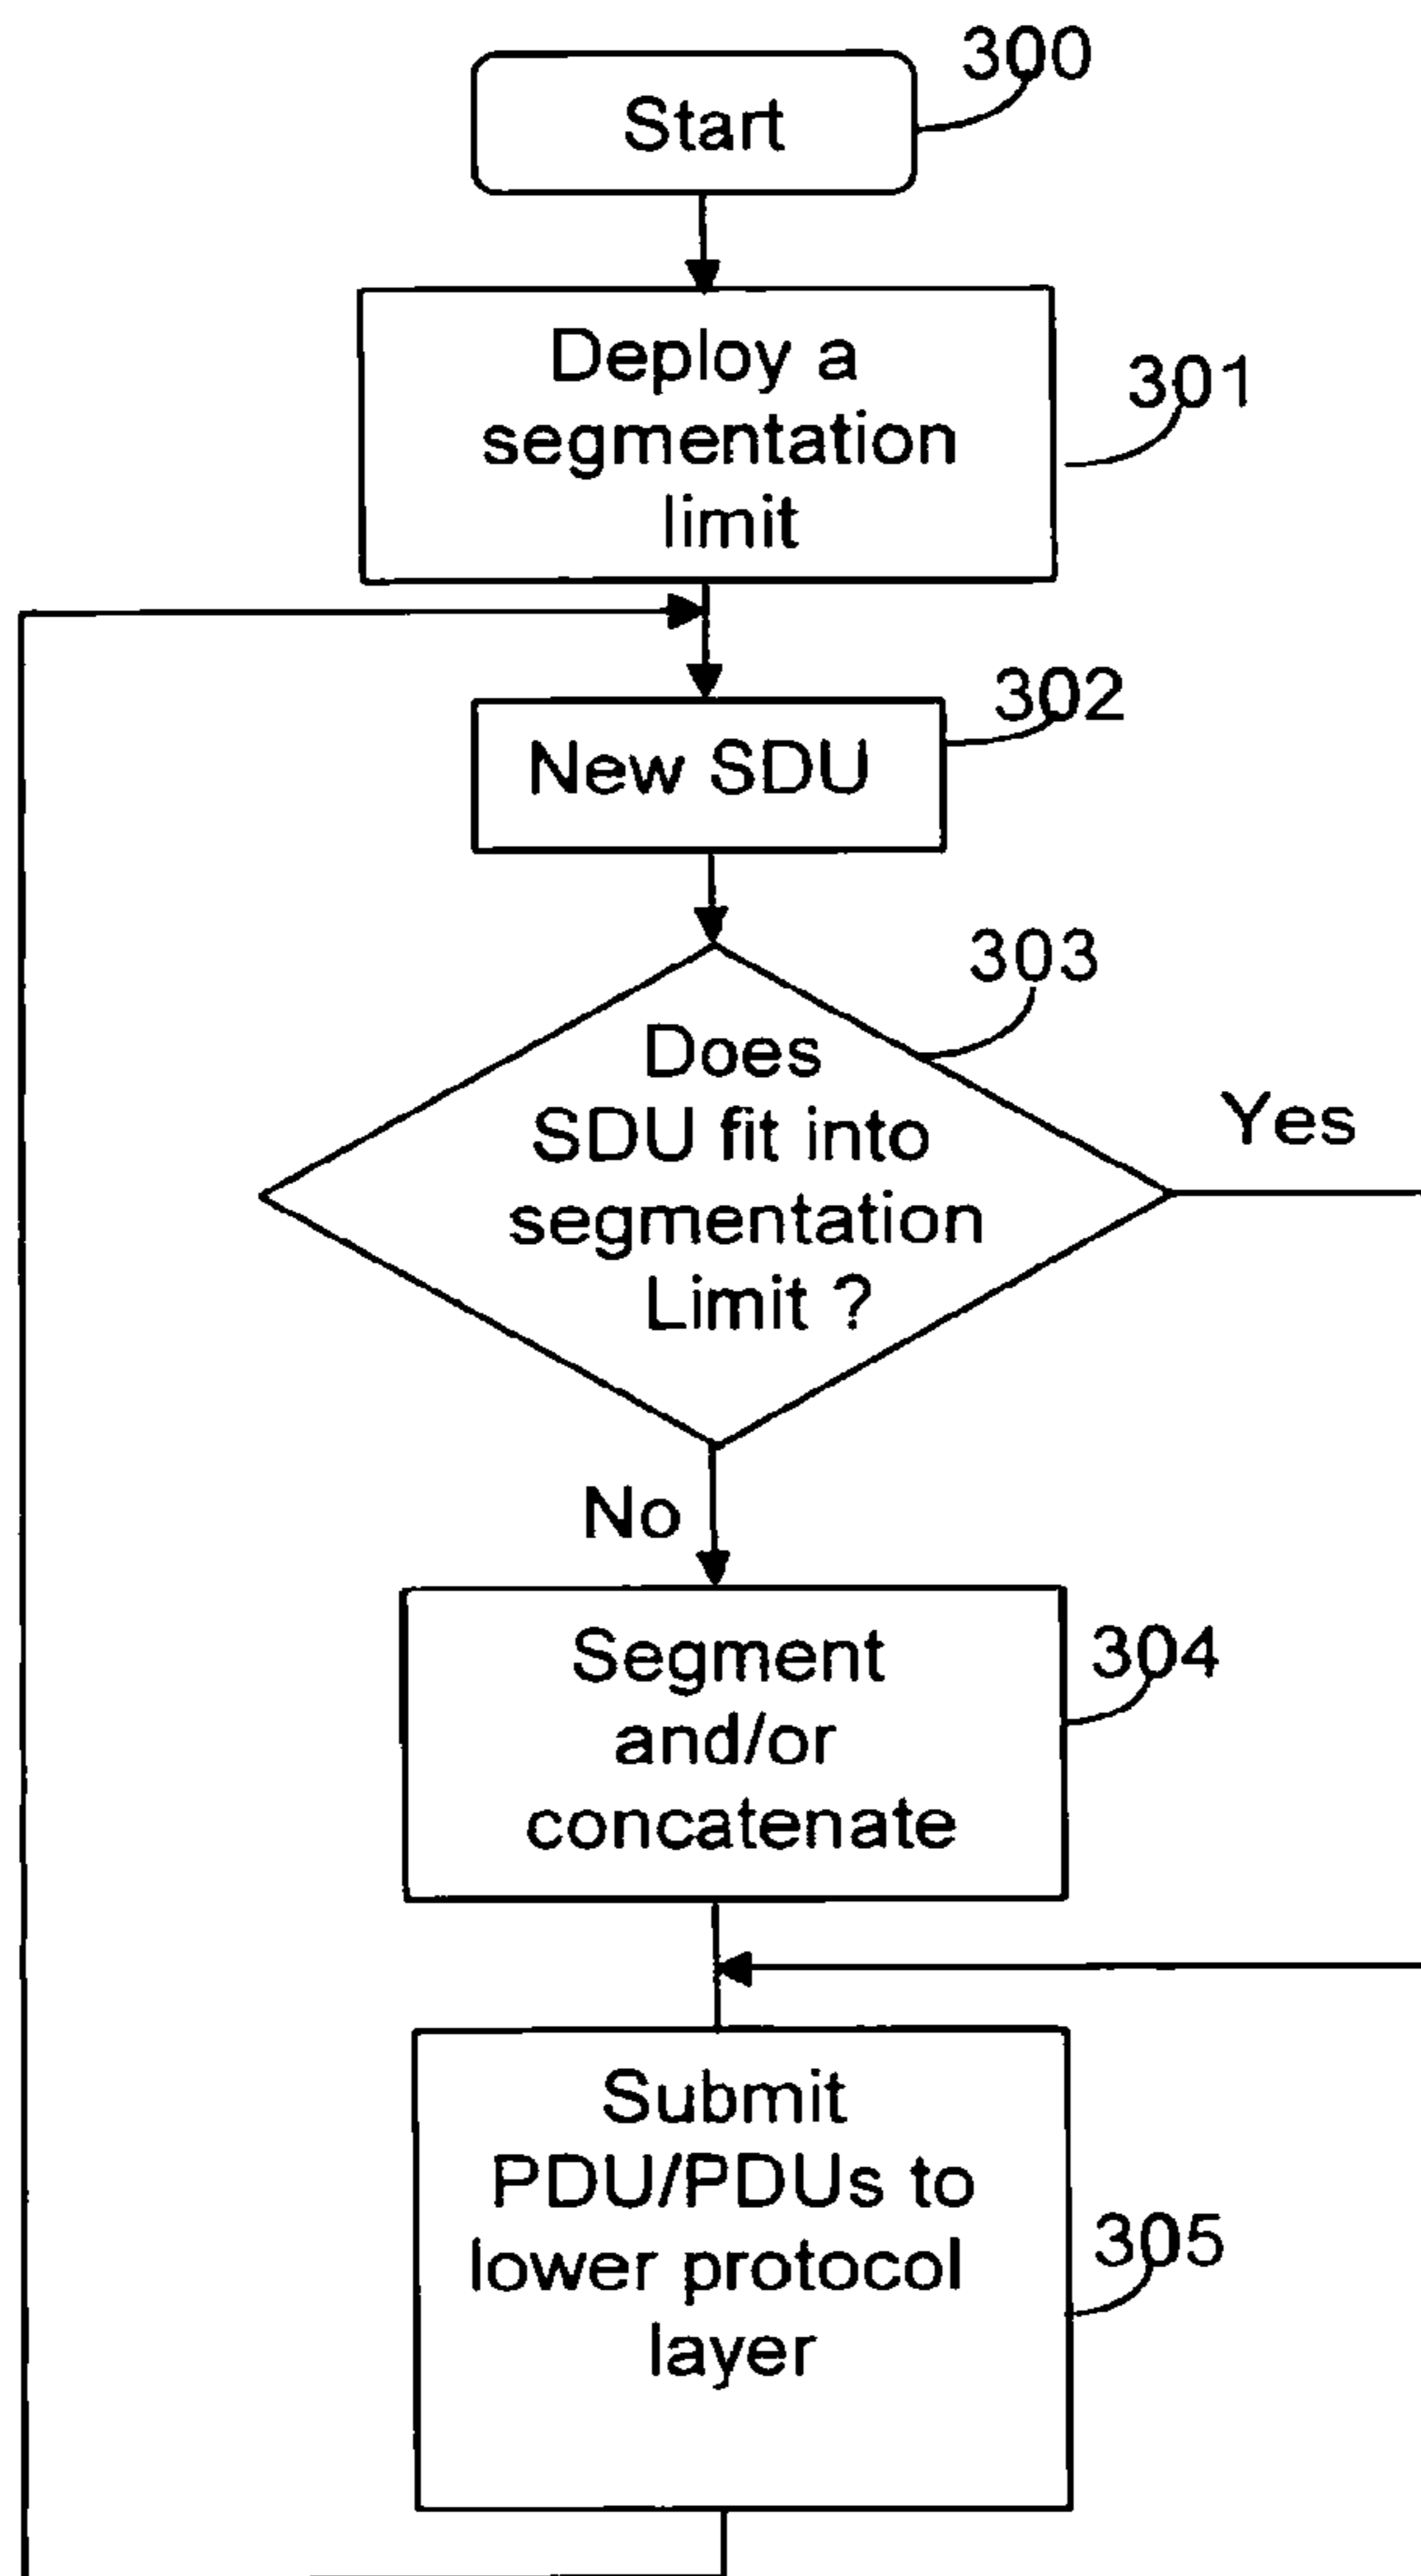 300
Start
Deploy a
segmentation
limit
301
302
New SDU
303
Does
SDU fit into
segmentation
Limit ?
Yes
No
Segment
and/or
concatenate
304
Submit
PDU/PDUs to
lower protocol
layer
305